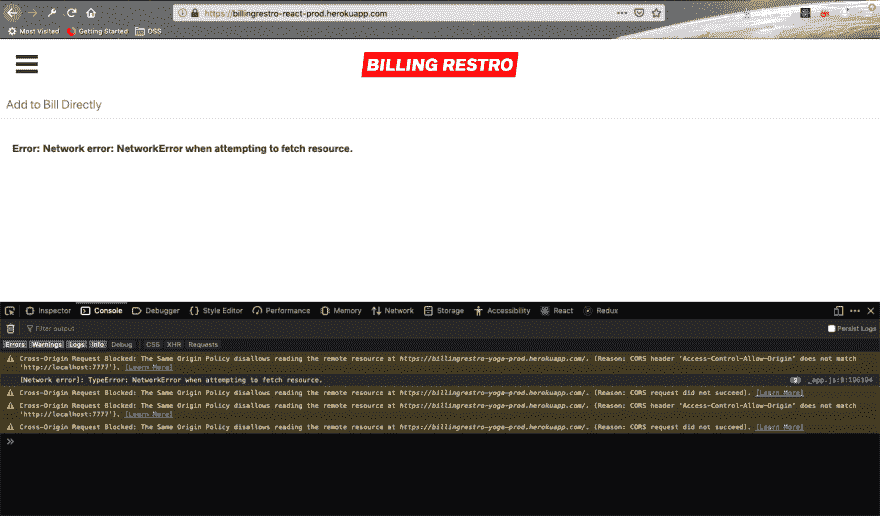 https://billingrestro-react-prod.herokuapp.com
Most Visited Getting Started OSS
BILLING RESTRO
Add to Bill Directly
Error: Network error: NetworkError when attempting to fetch resource.
Inspector Console Debugger Style Editor Performance Memory Network Storage Accessibility React Redux
Filter output Persist Logs
Errors Warnings Logs Info Debug CSS XHR Requests
Cross-Origin Request Blocked: The Same Origin Policy disallows reading the remote resource at https://billingrestro-yoga-prod.herokuapp.com/. (Reason: CORS header 'Access-Control-Allow-Origin' does not match
'http://localhost:7777'). [Learn More]
[Network error]: TypeError: NetworkError when attempting to fetch resource. 2 _app.js:8:196104
Cross-Origin Request Blocked: The Same Origin Policy disallows reading the remote resource at https://billingrestro-yoga-prod.herokuapp.com/. (Reason: CORS request did not succeed). [Learn More]
Cross-Origin Request Blocked: The Same Origin Policy disallows reading the remote resource at https://billingrestro-yoga-prod.herokuapp.com/. (Reason: CORS header 'Access-Control-Allow-Origin' does not match
'http://localhost:7777'). [Learn More]
Cross-Origin Request Blocked: The Same Origin Policy disallows reading the remote resource at https://billingrestro-yoga-prod.herokuapp.com/. (Reason: CORS request did not succeed). [Learn More]